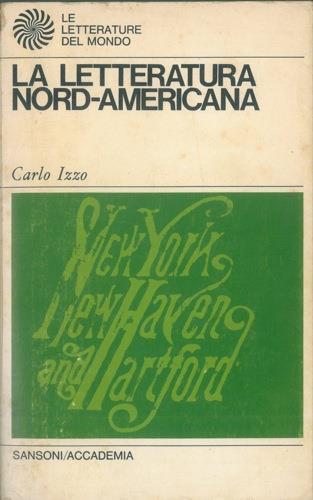 LE
LETTERATURE
DEL MONDO
LA LETTERATURA
NORD-AMERICANA
Carlo Izzo
New York,
New Haven
and Hartford
SANSONI/ACCADEMIA